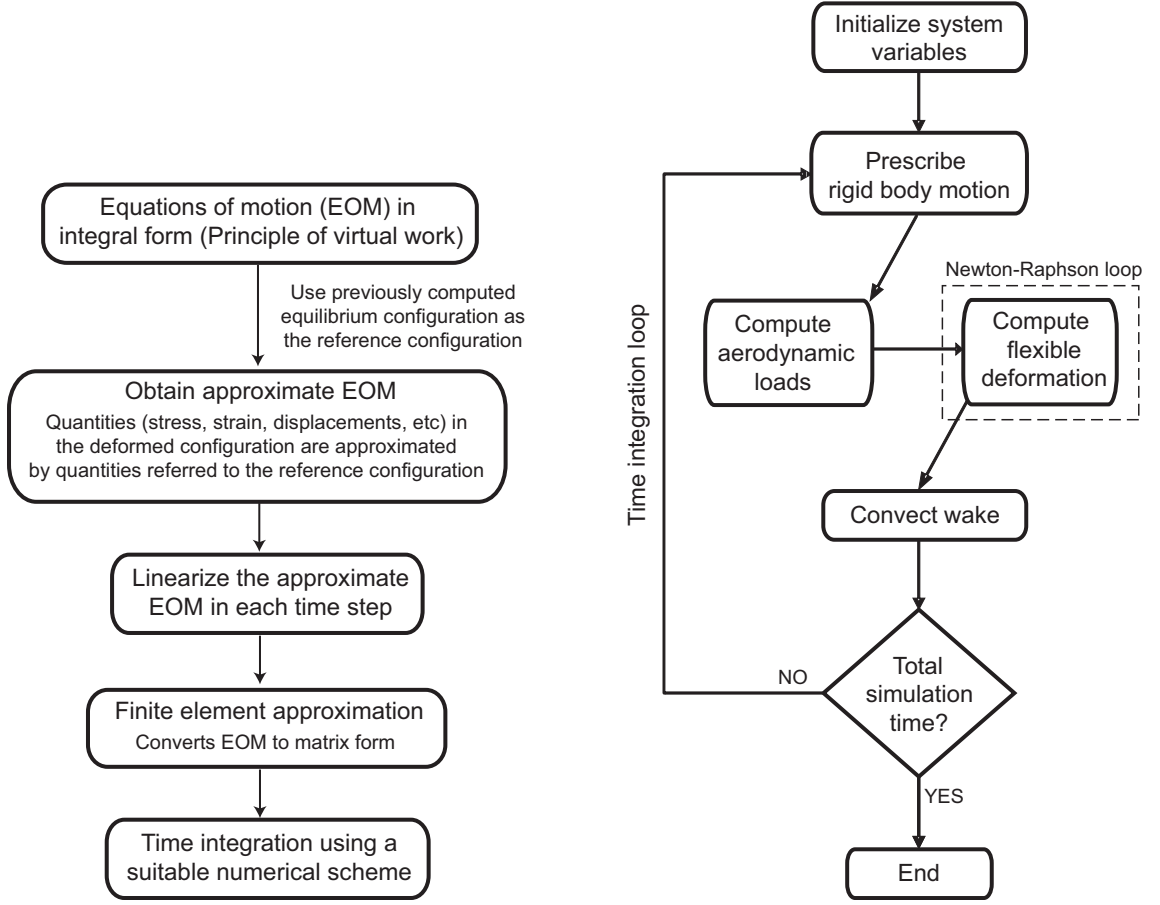 Equations of motion (EOM) in
integral form (Principle of virtual work)
Use previously computed
equilibrium configuration as
the reference configuration
Obtain approximate EOM
Quantities (stress, strain, displacements, etc) in
the deformed configuration are approximated
by quantities referred to the reference configuration
Linearize the approximate
EOM in each time step
Finite element approximation
Converts EOM to matrix form
Time integration using a
suitable numerical scheme
Initialize system
variables
Prescribe
rigid body motion
Time integration loop
Newton-Raphson loop
Compute
aerodynamic
loads
Compute
flexible
deformation
Convect wake
Total
simulation
time?
NO
YES
End